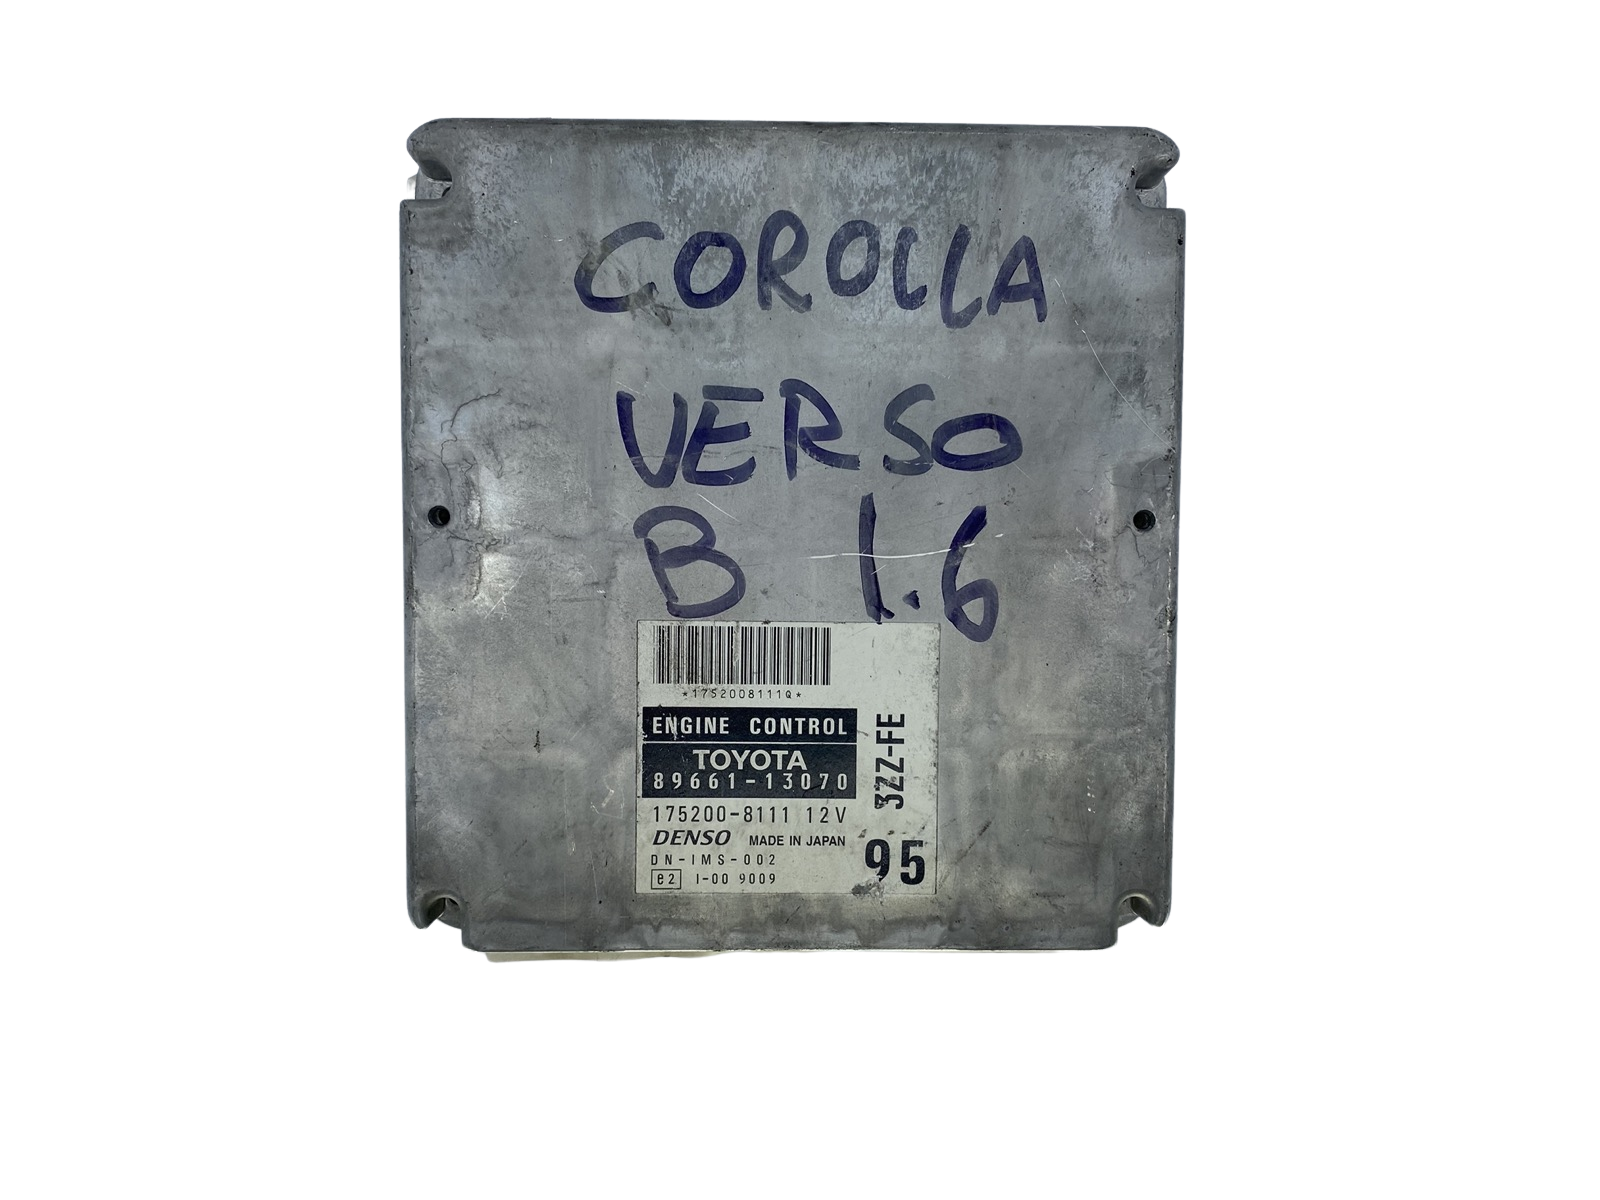 COROLLA
VERSO
B 1.6
*1752008111Q*
ENGINE CONTROL
TOYOTA
89661-13070
175200-8111 12V
DENSO MADE IN JAPAN
DN-IMS-002
e2 I-00 9009
3ZZ-FE
95